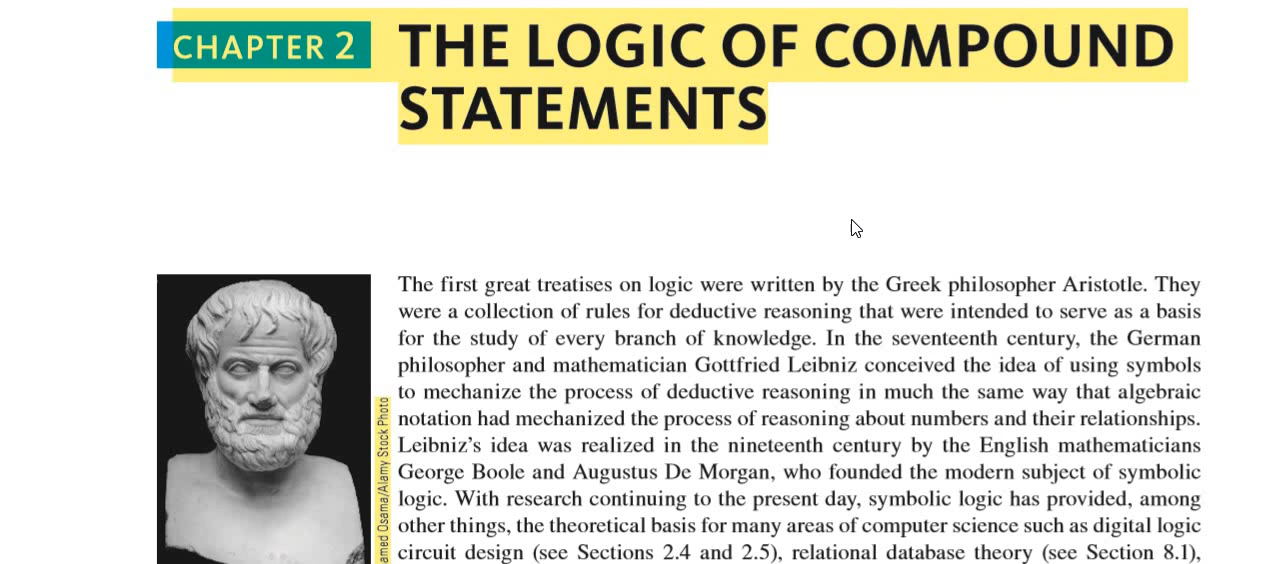 CHAPTER 2
THE LOGIC OF COMPOUND
STATEMENTS
The first great treatises on logic were written by the Greek philosopher Aristotle. They
were a collection of rules for deductive reasoning that were intended to serve as a basis
for the study of every branch of knowledge. In the seventeenth century, the German
philosopher and mathematician Gottfried Leibniz conceived the idea of using symbols
to mechanize the process of deductive reasoning in much the same way that algebraic
notation had mechanized the process of reasoning about numbers and their relationships.
Leibniz’s idea was realized in the nineteenth century by the English mathematicians
George Boole and Augustus De Morgan, who founded the modern subject of symbolic
logic. With research continuing to the present day, symbolic logic has provided, among
other things, the theoretical basis for many areas of computer science such as digital logic
circuit design (see Sections 2.4 and 2.5), relational database theory (see Section 8.1),
amed Osama/Alamy Stock Photo